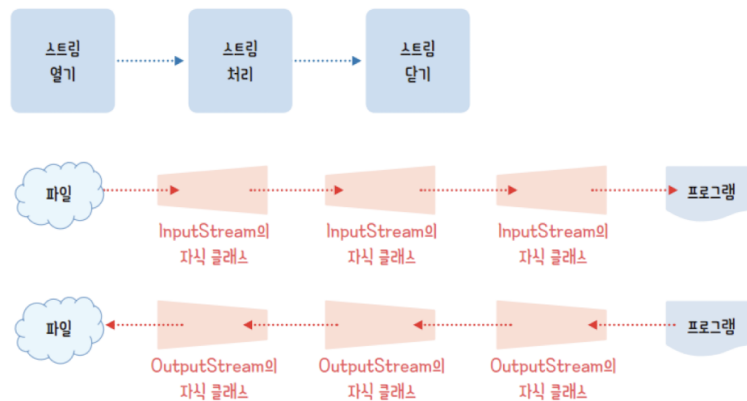 스트림 스트림 스트림
열기 처리 닫기
파일 프로그램
InputStream의 InputStream의 InputStream의
자식 클래스 자식 클래스 자식 클래스
파일 프로그램
OutputStream의 OutputStream의 OutputStream의
자식 클래스 자식 클래스 자식 클래스